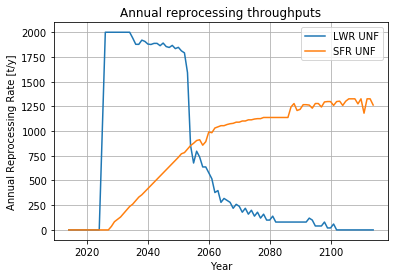 Annual reprocessing throughputs
Annual Reprocessing Rate [t/y]
2000
1750
1500
1250
1000
750
500
250
0
LWR UNF
SFR UNF
2020
2040
2060
2080
2100
Year